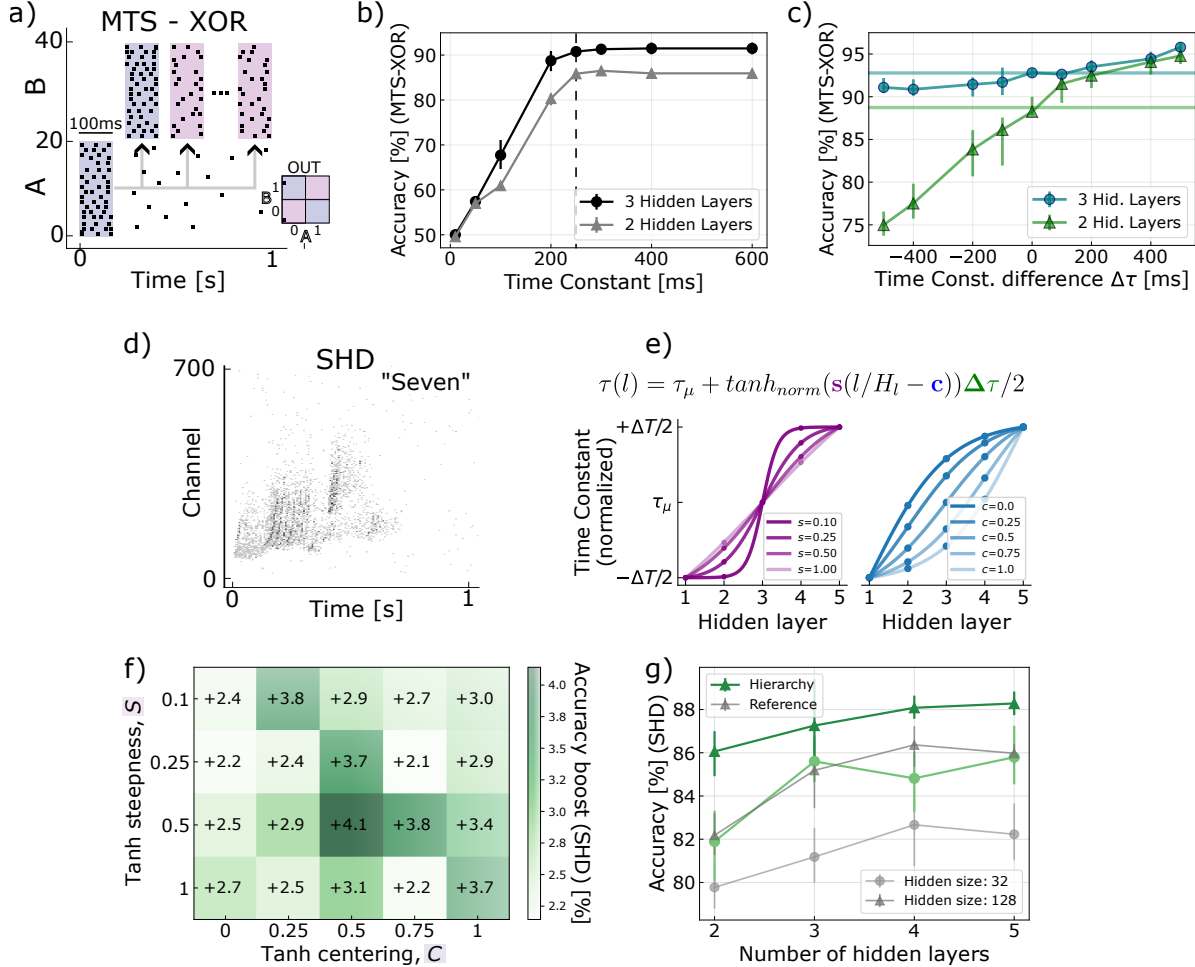 a)
MTS - XOR
40
B
20
A
0
100ms
OUT
B
1
0
0 1
A
0 1
Time [s]
b)
Accuracy [%] (MTS-XOR)
90
80
70
60
50
3 Hidden Layers
2 Hidden Layers
0 200 400 600
Time Constant [ms]
c)
Accuracy [%] (MTS-XOR)
95
90
85
80
75
3 Hid. Layers
2 Hid. Layers
−400 −200 0 200 400
Time Const. difference Δτ [ms]
d)
SHD
"Seven"
700
Channel
0
0 1
Time [s]
e)
τ(l) = τμ + tanhnorm(s(l/Hl − c))Δτ/2
Time Constant
(normalized)
+ΔT/2
τμ
−ΔT/2
s=0.10
s=0.25
s=0.50
s=1.00
1 2 3 4 5
Hidden layer
c=0.0
c=0.25
c=0.5
c=0.75
c=1.0
1 2 3 4 5
Hidden layer
f)
Tanh steepness, S
0.1 +2.4 +3.8 +2.9 +2.7 +3.0
0.25 +2.2 +2.4 +3.7 +2.1 +2.9
0.5 +2.5 +2.9 +4.1 +3.8 +3.4
1 +2.7 +2.5 +3.1 +2.2 +3.7
0 0.25 0.5 0.75 1
Tanh centering, C
4.0
3.8
3.5
3.2
3.0
2.8
2.5
2.2
Accuracy boost (SHD) [%]
g)
Accuracy [%] (SHD)
88
86
84
82
80
Hierarchy
Reference
Hidden size: 32
Hidden size: 128
2 3 4 5
Number of hidden layers